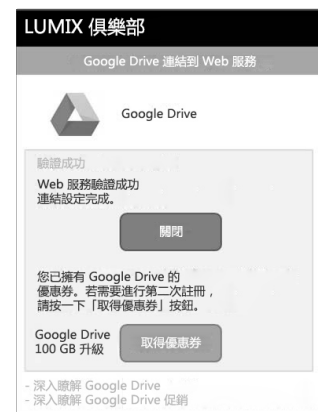 LUMIX 俱樂部
Google Drive 連結到 Web 服務
Google Drive
驗證成功
Web 服務驗證成功
連結設定完成。
關閉
您已擁有 Google Drive 的
優惠券。若需要進行第二次註冊，
請按一下「取得優惠券」按鈕。
Google Drive
100 GB 升級
取得優惠券
- 深入瞭解 Google Drive
- 深入瞭解 Google Drive 促銷